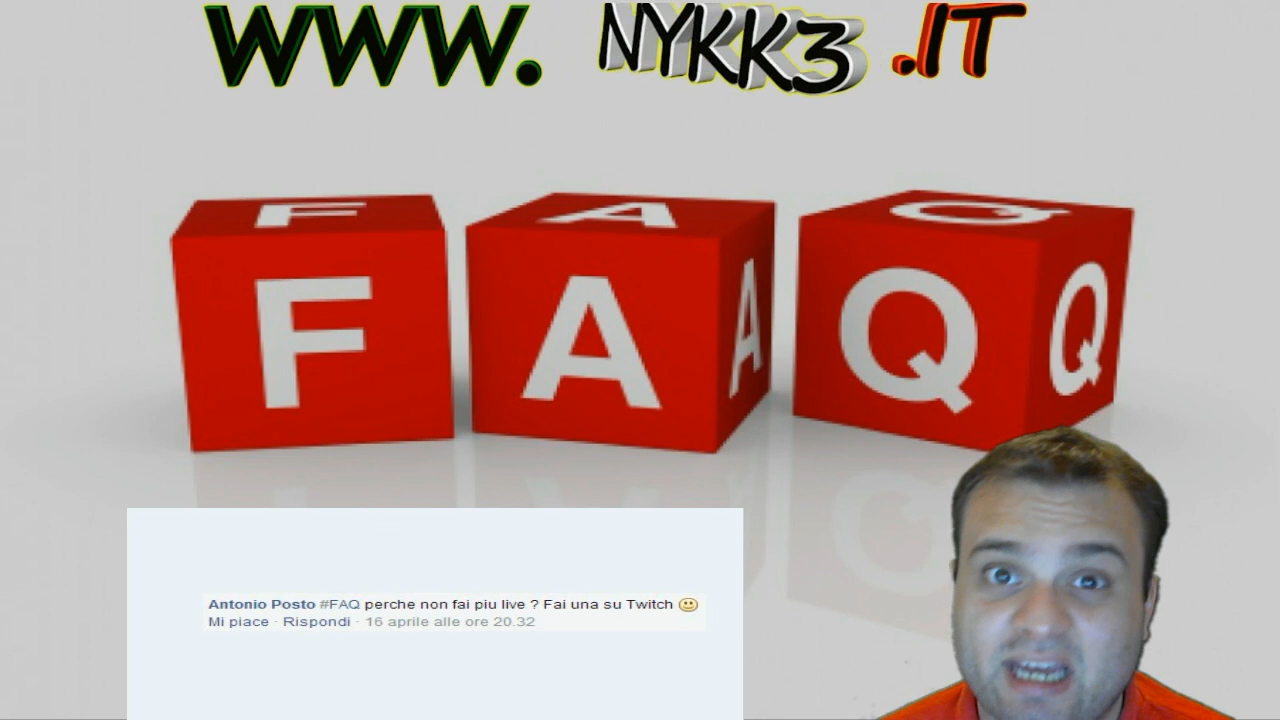 WWW. NYKK3 .IT
F A Q
F A A Q Q
Antonio Posto #FAQ perche non fai piu live ? Fai una su Twitch
Mi piace · Rispondi · 16 aprile alle ore 20.32